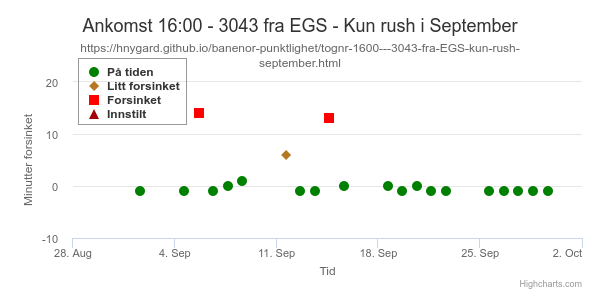 Ankomst 16:00 - 3043 fra EGS - Kun rush i September
https://hnygard.github.io/banenor-punktlighet/tognr-1600---3043-fra-EGS-kun-rush-
september.html
På tiden
Litt forsinket
Forsinket
Innstilt
Minutter forsinket
20
10
0
-10
28. Aug
4. Sep
11. Sep
18. Sep
25. Sep
2. Oct
Tid
Highcharts.com